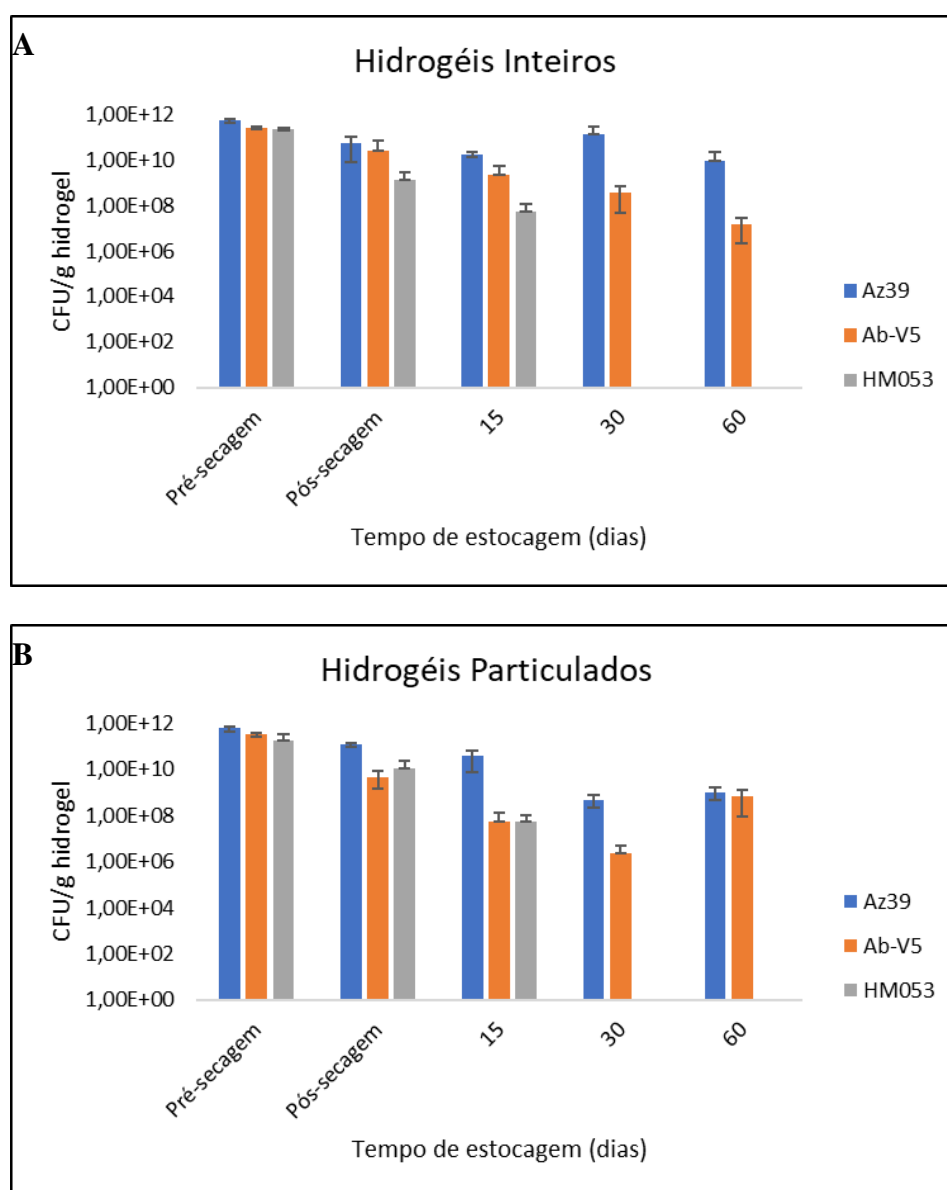 A
Hidrogéis Inteiros
CFU/g hidrogel
1,00E+12
1,00E+10
1,00E+08
1,00E+06
1,00E+04
1,00E+02
1,00E+00
Az39
Ab-V5
HM053
Pré-secagem
Pós-secagem
15
30
60
Tempo de estocagem (dias)
B
Hidrogéis Particulados
CFU/g hidrogel
1,00E+12
1,00E+10
1,00E+08
1,00E+06
1,00E+04
1,00E+02
1,00E+00
Az39
Ab-V5
HM053
Pré-secagem
Pós-secagem
15
30
60
Tempo de estocagem (dias)